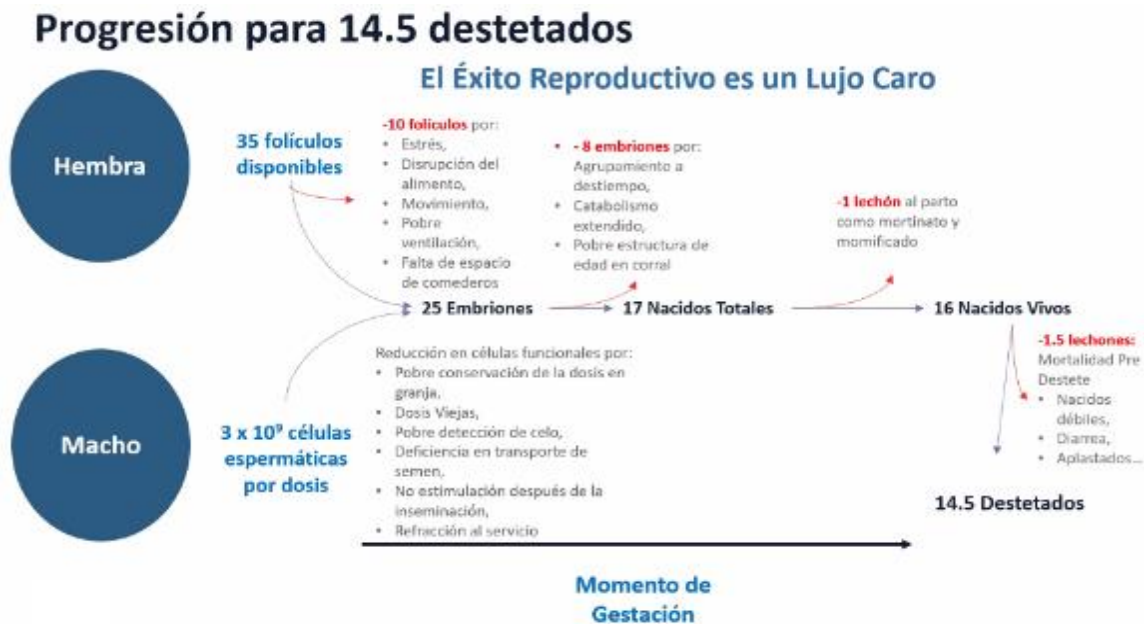 Progresión para 14.5 destetados
El Éxito Reproductivo es un Lujo Caro
Hembra
35 folículos
disponibles
-10 folículos por:
• Estrés,
• Disrupción del
alimento,
• Movimiento,
• Pobre
ventilación,
• Falta de espacio
de comederos
• - 8 embriones por:
Agrupamiento a
destiempo,
• Catabolismo
extendido,
• Pobre estructura de
edad en corral
-1 lechón al parto
como mortinato y
momificado
25 Embriones
17 Nacidos Totales
16 Nacidos Vivos
-1.5 lechones:
Mortalidad Pre
Destete
• Nacidos
débiles,
• Diarrea,
• Aplastados...
14.5 Destetados
Macho
3 x 10⁹ células
espermáticas
por dosis
Reducción en células funcionales por:
• Pobre conservación de la dosis en
granja,
• Dosis Viejas,
• Pobre detección de celo,
• Deficiencia en transporte de
semen,
• No estimulación después de la
inseminación,
• Refracción al servicio
Momento de
Gestación